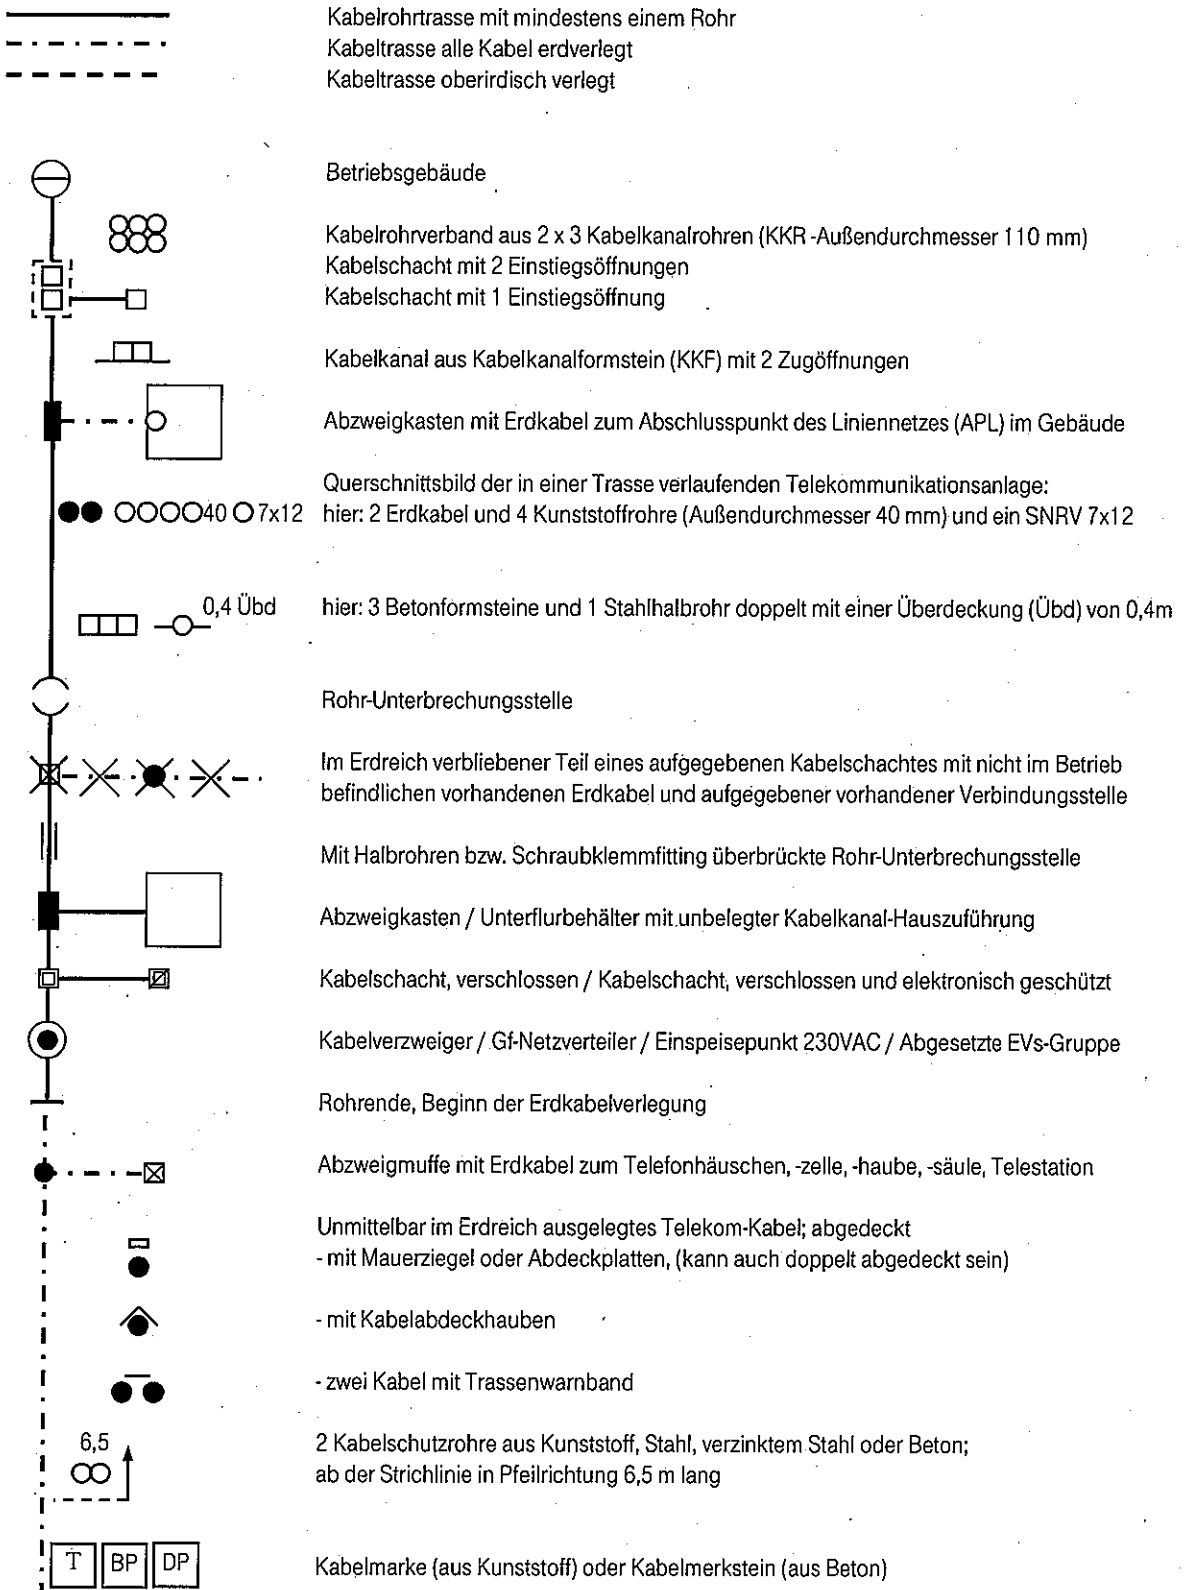 Kabelrohrtrasse mit mindestens einem Rohr
Kabeltrasse alle Kabel erdverlegt
Kabeltrasse oberirdisch verlegt
Betriebsgebäude
Kabelrohrverband aus 2 x 3 Kabelkanalrohren (KKR -Außendurchmesser 110 mm)
Kabelschacht mit 2 Einstiegsöffnungen
Kabelschacht mit 1 Einstiegsöffnung
Kabelkanal aus Kabelkanalformstein (KKF) mit 2 Zugöffnungen
Abzweigkasten mit Erdkabel zum Abschlusspunkt des Liniennetzes (APL) im Gebäude
Querschnittsbild der in einer Trasse verlaufenden Telekommunikationsanlage:
40 7x12 hier: 2 Erdkabel und 4 Kunststoffrohre (Außendurchmesser 40 mm) und ein SNRV 7x12
0,4 Übd hier: 3 Betonformsteine und 1 Stahlhalbrohr doppelt mit einer Überdeckung (Übd) von 0,4m
Rohr-Unterbrechungsstelle
Im Erdreich verbliebener Teil eines aufgegebenen Kabelschachtes mit nicht im Betrieb
befindlichen vorhandenen Erdkabel und aufgegebener vorhandener Verbindungsstelle
Mit Halbrohren bzw. Schraubklemmfitting überbrückte Rohr-Unterbrechungsstelle
Abzweigkasten / Unterflurbehälter mit unbelegter Kabelkanal-Hauszuführung
Kabelschacht, verschlossen / Kabelschacht, verschlossen und elektronisch geschützt
Kabelverzweiger / Gf-Netzverteiler / Einspeisepunkt 230VAC / Abgesetzte EVs-Gruppe
Rohrende, Beginn der Erdkabelverlegung
Abzweigmuffe mit Erdkabel zum Telefonhäuschen, -zelle, -haube, -säule, Telestation
Unmittelbar im Erdreich ausgelegtes Telekom-Kabel; abgedeckt
- mit Mauerziegel oder Abdeckplatten, (kann auch doppelt abgedeckt sein)
- mit Kabelabdeckhauben
- zwei Kabel mit Trassenwarnband
6,5 2 Kabelschutzrohre aus Kunststoff, Stahl, verzinktem Stahl oder Beton;
ab der Strichlinie in Pfeilrichtung 6,5 m lang
T BP DP Kabelmarke (aus Kunststoff) oder Kabelmerkstein (aus Beton)